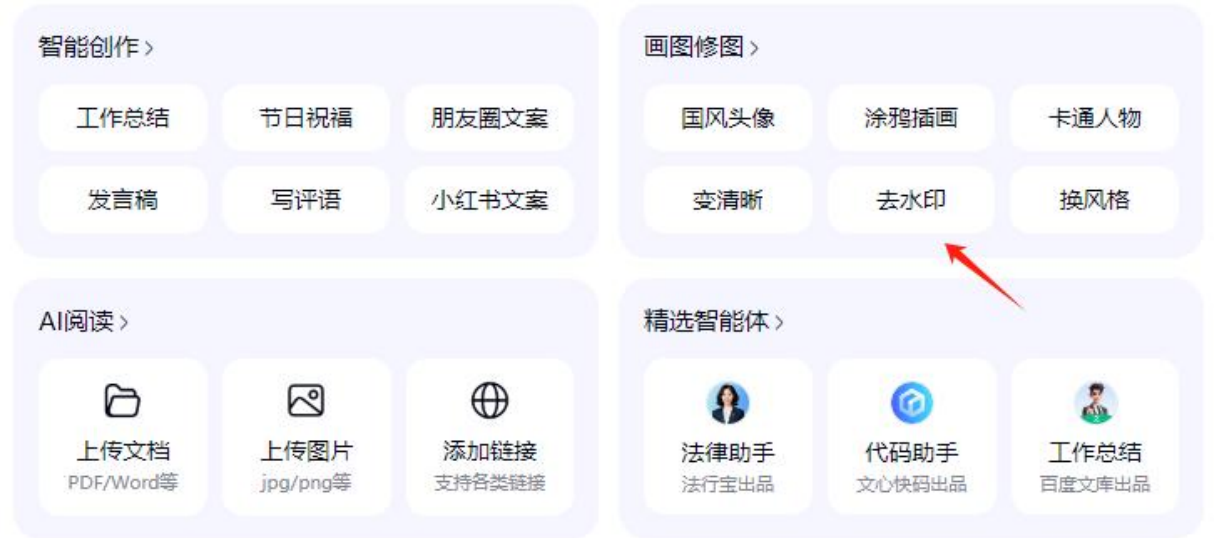 智能创作 >
工作总结 节日祝福 朋友圈文案
发言稿 写评语 小红书文案
画图修图 >
国风头像 涂鸦插画 卡通人物
变清晰 去水印 换风格
AI阅读 >
上传文档 上传图片 添加链接
PDF/Word等 jpg/png等 支持各类链接
精选智能体 >
法律助手 代码助手 工作总结
法行宝出品 文心快码出品 百度文库出品